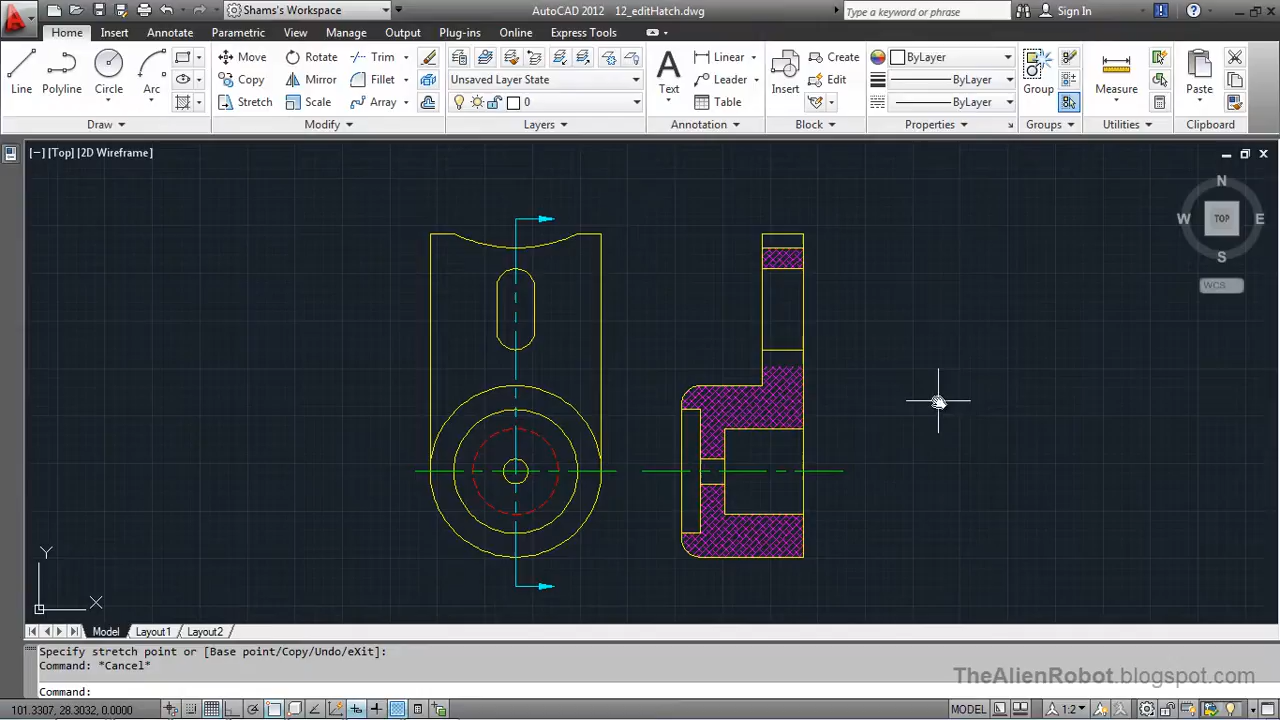 Shams's Workspace AutoCAD 2012 12_editHatch.dwg Type a keyword or phrase Sign In
Home Insert Annotate Parametric View Manage Output Plug-ins Online Express Tools
Line Polyline Circle Arc
Move Rotate Trim
Copy Mirror Fillet
Stretch Scale Array
Unsaved Layer State
0
Text
Linear
Leader
Table
Insert
Create
Edit
ByLayer
ByLayer
ByLayer
Group
Measure
Paste
Draw Modify Layers Annotation Block Properties Groups Utilities Clipboard
[−] [Top] [2D Wireframe]
N
W TOP E
S
WCS
Y
X
Model Layout1 Layout2
Specify stretch point or [Base point/Copy/Undo/eXit]:
Command: *Cancel*
Command:
TheAlienRobot.blogspot.com
101.3307, 28.3032, 0.0000 MODEL 1:2